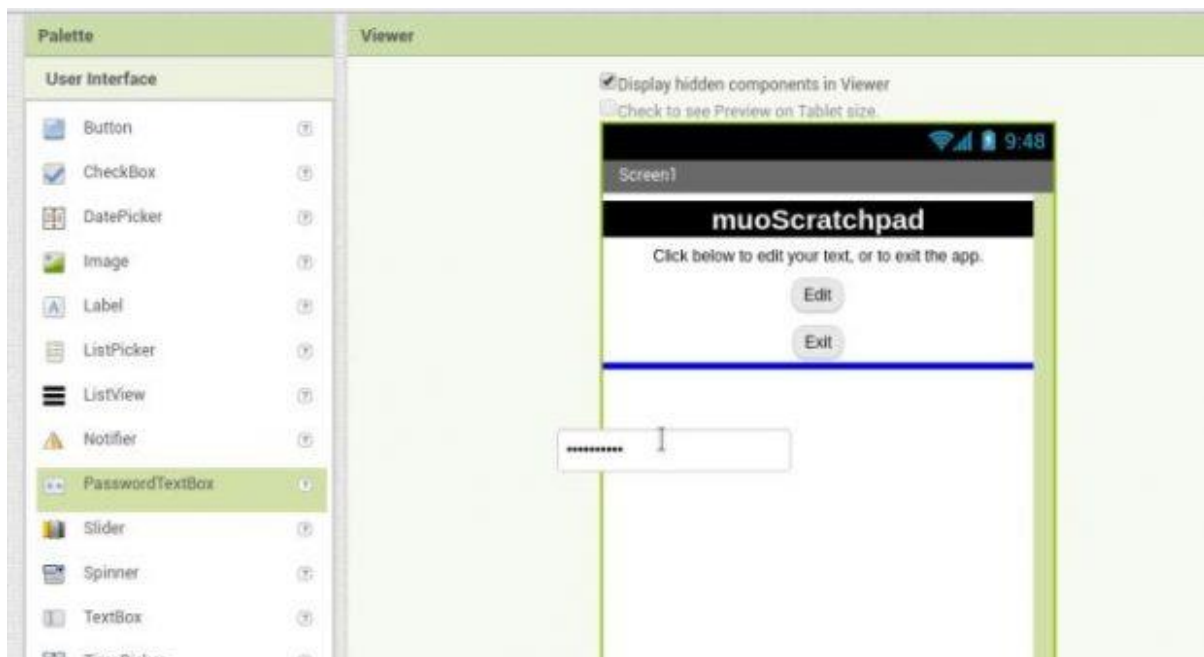 Palette
Viewer
User Interface
Display hidden components in Viewer
Check to see Preview on Tablet size.
Button
CheckBox
DatePicker
Image
Label
ListPicker
ListView
Notifier
PasswordTextBox
Slider
Spinner
TextBox
9:48
Screen1
muoScratchpad
Click below to edit your text, or to exit the app.
Edit
Exit